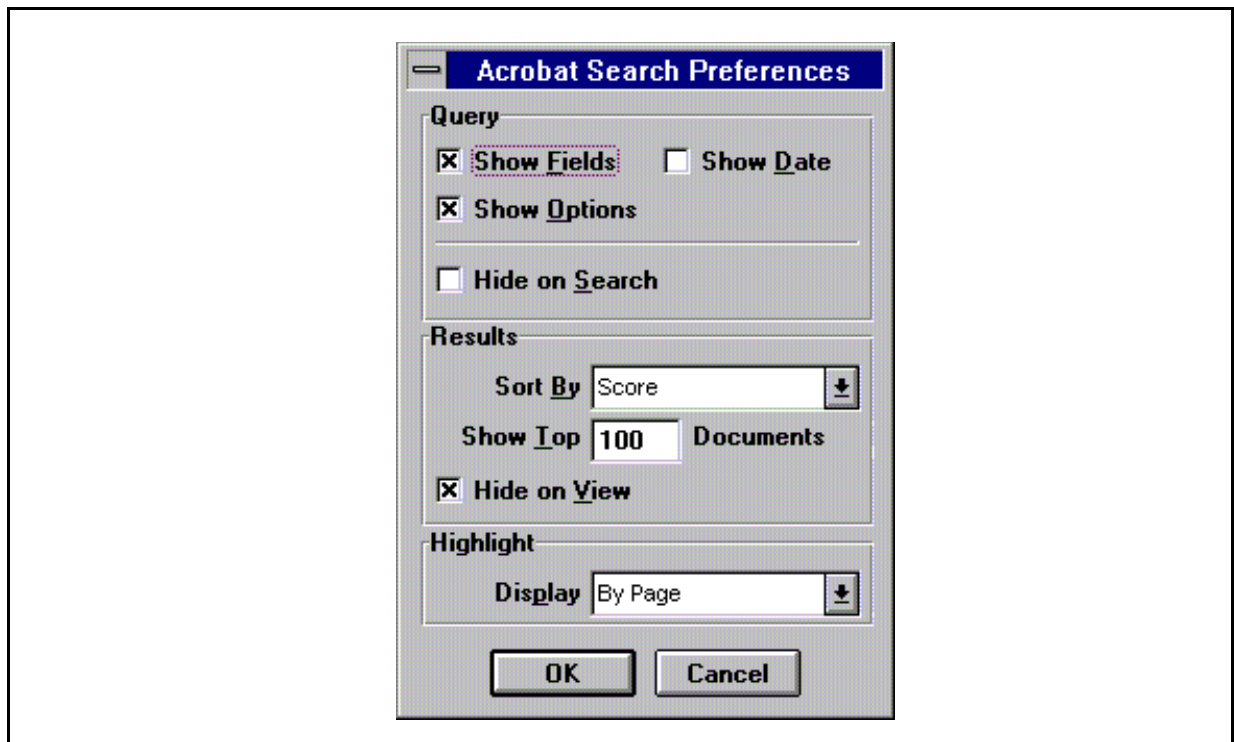 Acrobat Search Preferences
Query
Show Fields Show Date
Show Options
Hide on Search
Results
Sort By Score
Show Top 100 Documents
Hide on View
Highlight
Display By Page
OK Cancel